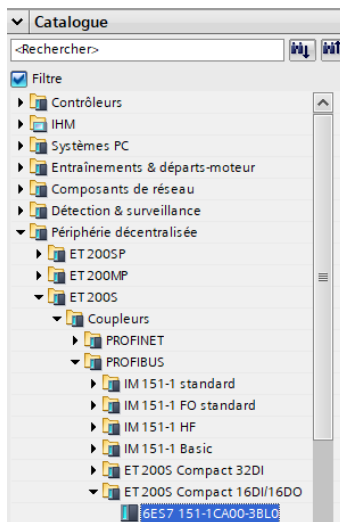 Catalogue
<Rechercher>
Filtre
Contrôleurs
IHM
Systèmes PC
Entraînements & départs-moteur
Composants de réseau
Détection & surveillance
Périphérie décentralisée
ET 200SP
ET 200MP
ET 200S
Coupleurs
PROFINET
PROFIBUS
IM 151-1 standard
IM 151-1 FO standard
IM 151-1 HF
IM 151-1 Basic
ET 200S Compact 32DI
ET 200S Compact 16DI/16DO
6ES7 151-1CA00-3BL0